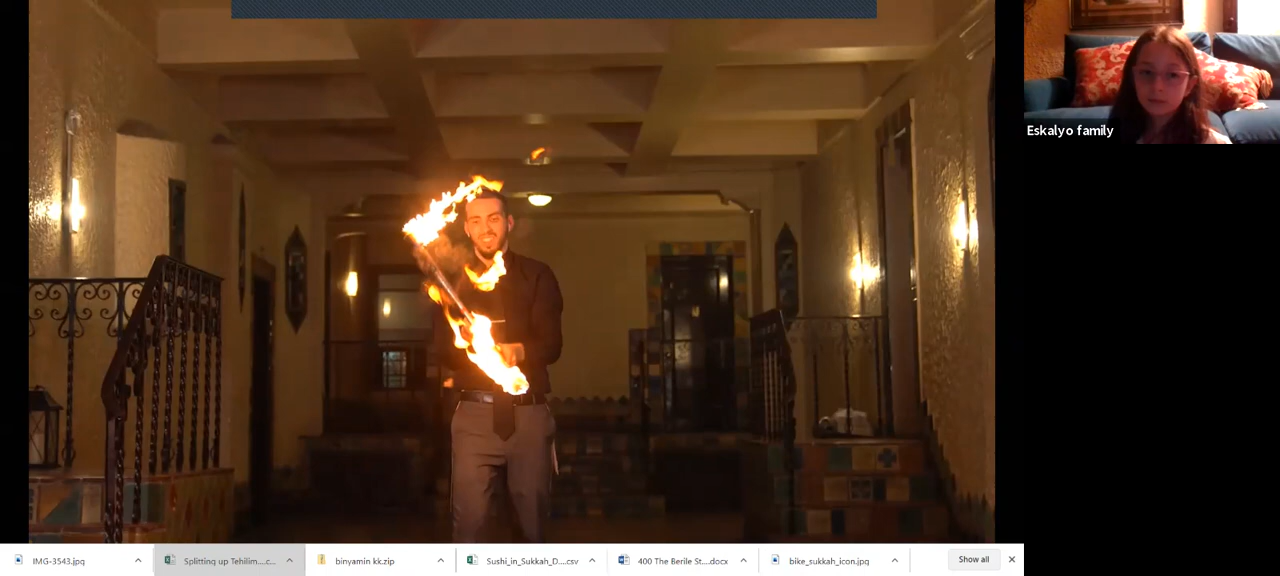 Eskalyo family
IMG-3543.jpg
Splitting up Tehilim....c...
binyamin kk.zip
Sushi_in_Sukkah_D....csv
400 The Berile St....docx
bike_sukkah_icon.jpg
Show all